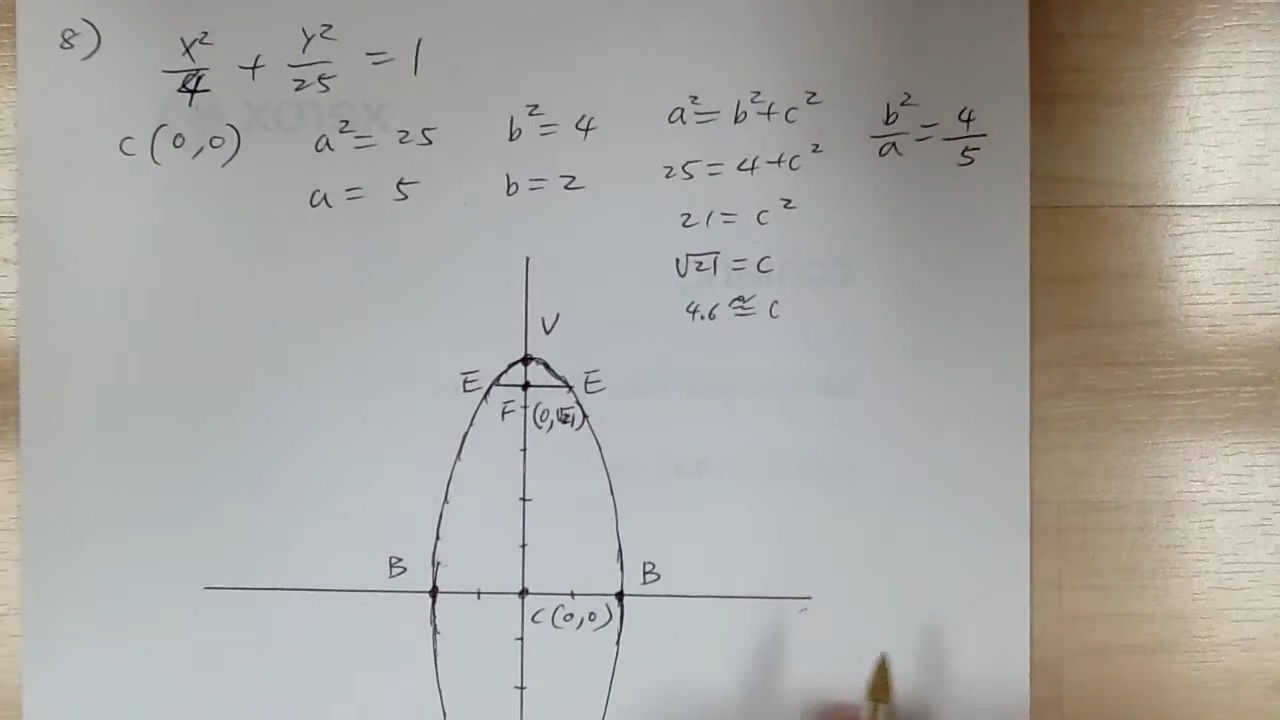 8)
x²/4 + y²/25 = 1
C(0,0)
a² = 25
a = 5
b² = 4
b = 2
a² = b² + c²
25 = 4 + c²
21 = c²
√21 = c
4.6 ≅ c
b²/a = 4/5
V
E E
F (0,√21)
B B
C(0,0)